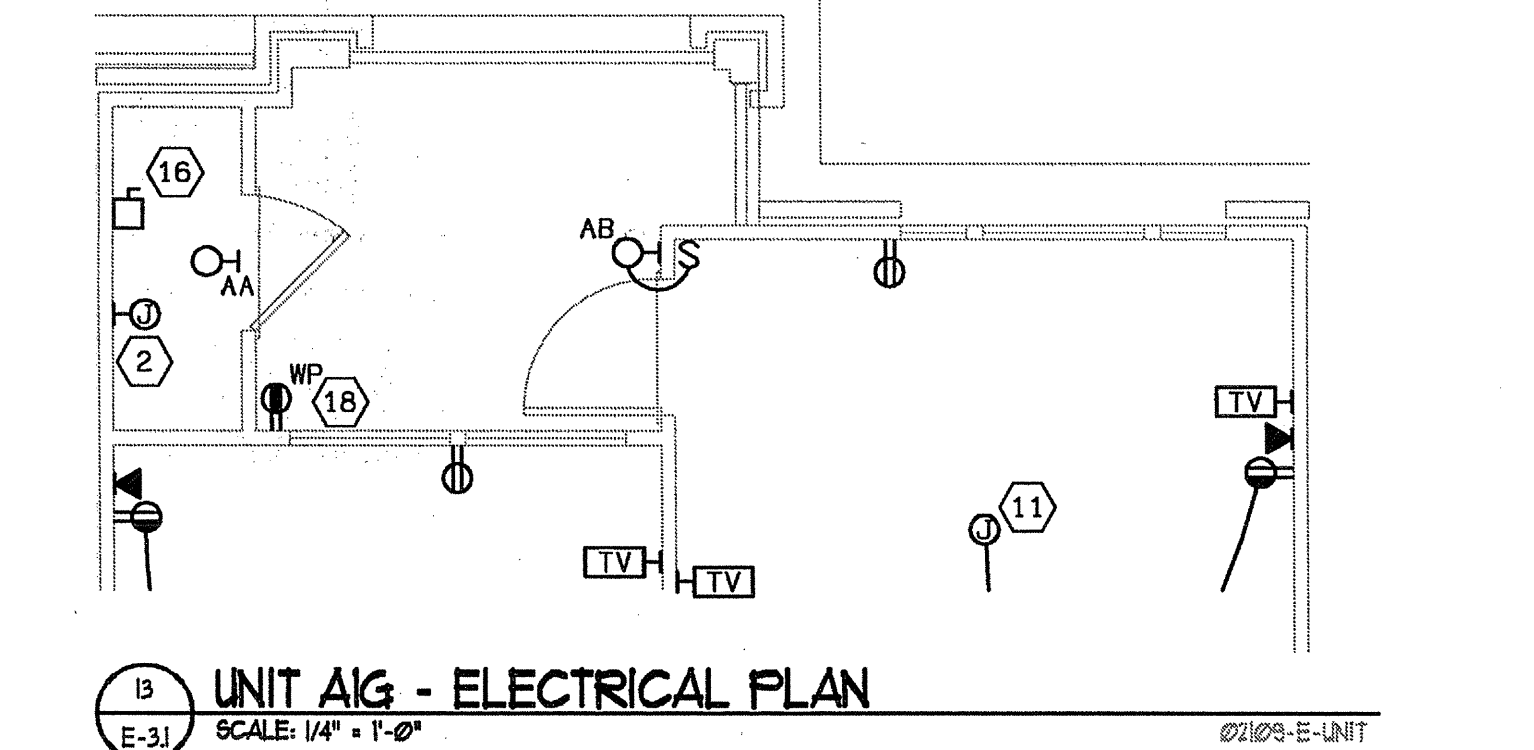 16
AB
S
AA
J
2
WP
18
TV
11
J
TV
TV
13
UNIT A1G - ELECTRICAL PLAN
E-3.1
SCALE: 1/4" = 1'-0"
02109-E-UNIT